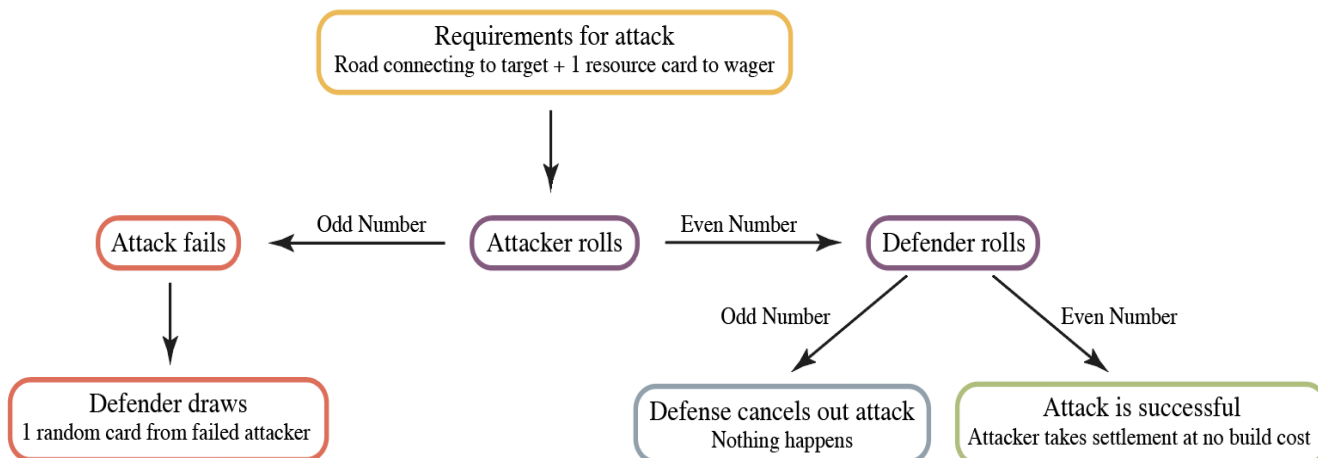 Requirements for attack
Road connecting to target + 1 resource card to wager
Odd Number
Even Number
Attack fails
Attacker rolls
Defender rolls
Odd Number
Even Number
Defender draws
1 random card from failed attacker
Defense cancels out attack
Nothing happens
Attack is successful
Attacker takes settlement at no build cost